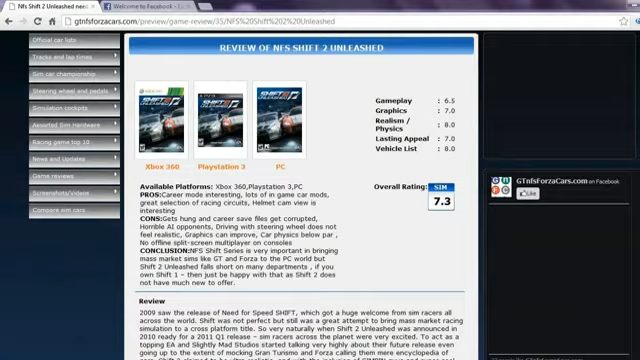 Nfs Shift 2 Unleashed nee
Welcome to Facebook - L
gtnfsforzacars.com/preview/game-review/35/NFS%20Shift%202%20Unleashed
Official car lists
Tracks and lap times
Sim car championship
Steering wheel and pedals
Simulation cockpits
Assorted Sim Hardware
Racing game top 10
News and Updates
Game reviews
Screenshots/Videos
Compare sim cars
REVIEW OF NFS SHIFT 2 UNLEASHED
Xbox 360
Playstation 3
PC
Gameplay : 6.5
Graphics : 7.0
Realism / Physics : 8.0
Lasting Appeal : 7.0
Vehicle List : 8.0
Available Platforms: Xbox 360,Playstation 3,PC
PROS:Career mode interesting, lots of in game car mods,
great selection of racing circuits, Helmet cam view is
interesting
CONS:Gets hung and career save files get corrupted,
Horrible AI opponents, Driving with steering wheel does not
feel realistic, Graphics can improve, Car physics below par ,
No offline split-screen multiplayer on consoles
CONCLUSION:NFS Shift Series is very important in bringing
mass market sims like GT and Forza to the PC world but
Shift 2 Unleashed falls short on many departments , if you
own Shift 1 – then just be happy with that as Shift 2 does
not have much new to offer.
Overall Rating:
SIM
7.3
GTnfsForzaCars.com on Facebook
Like
Review
2009 saw the release of Need for Speed SHIFT, which got a huge welcome from sim racers
all across the world. Shift was not perfect but still was a great attempt to bring mass market racing
simulation to a cross platform title. So very naturally when Shift 2 Unleashed was announced in
2010 ready for a 2011 Q1 release – sim racers across the planet were very excited. To act as a
topping EA and Slightly Mad Studios started talking very highly about their future release even
going up to the extent of mocking Gran Turismo and Forza calling them mere encyclopedia of